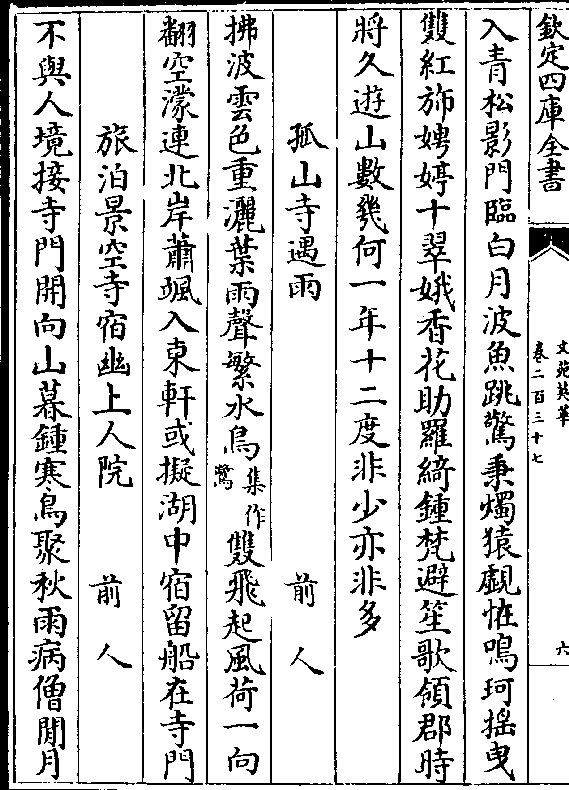 欽定四庫全書
文苑英華
卷二百三十七
六
入青松影門臨白月波魚跳驚秉燭猿覷恠鳴珂揺曳
雙紅斾娉婷十翠娥香花助羅綺鍾梵避笙歌領郡時
將久遊山數幾何一年十二度非少亦非多
孤山寺遇雨 前人
拂波雲色重灑葉雨聲繁水鳥集作鷺雙飛起風荷一向
翻空濛連北岸蕭颯入東軒或擬湖中宿留船在寺門
旅泊景空寺宿幽上人院 前人
不與人境接寺門開向山暮鍾寒鳥聚秋雨病僧閒月